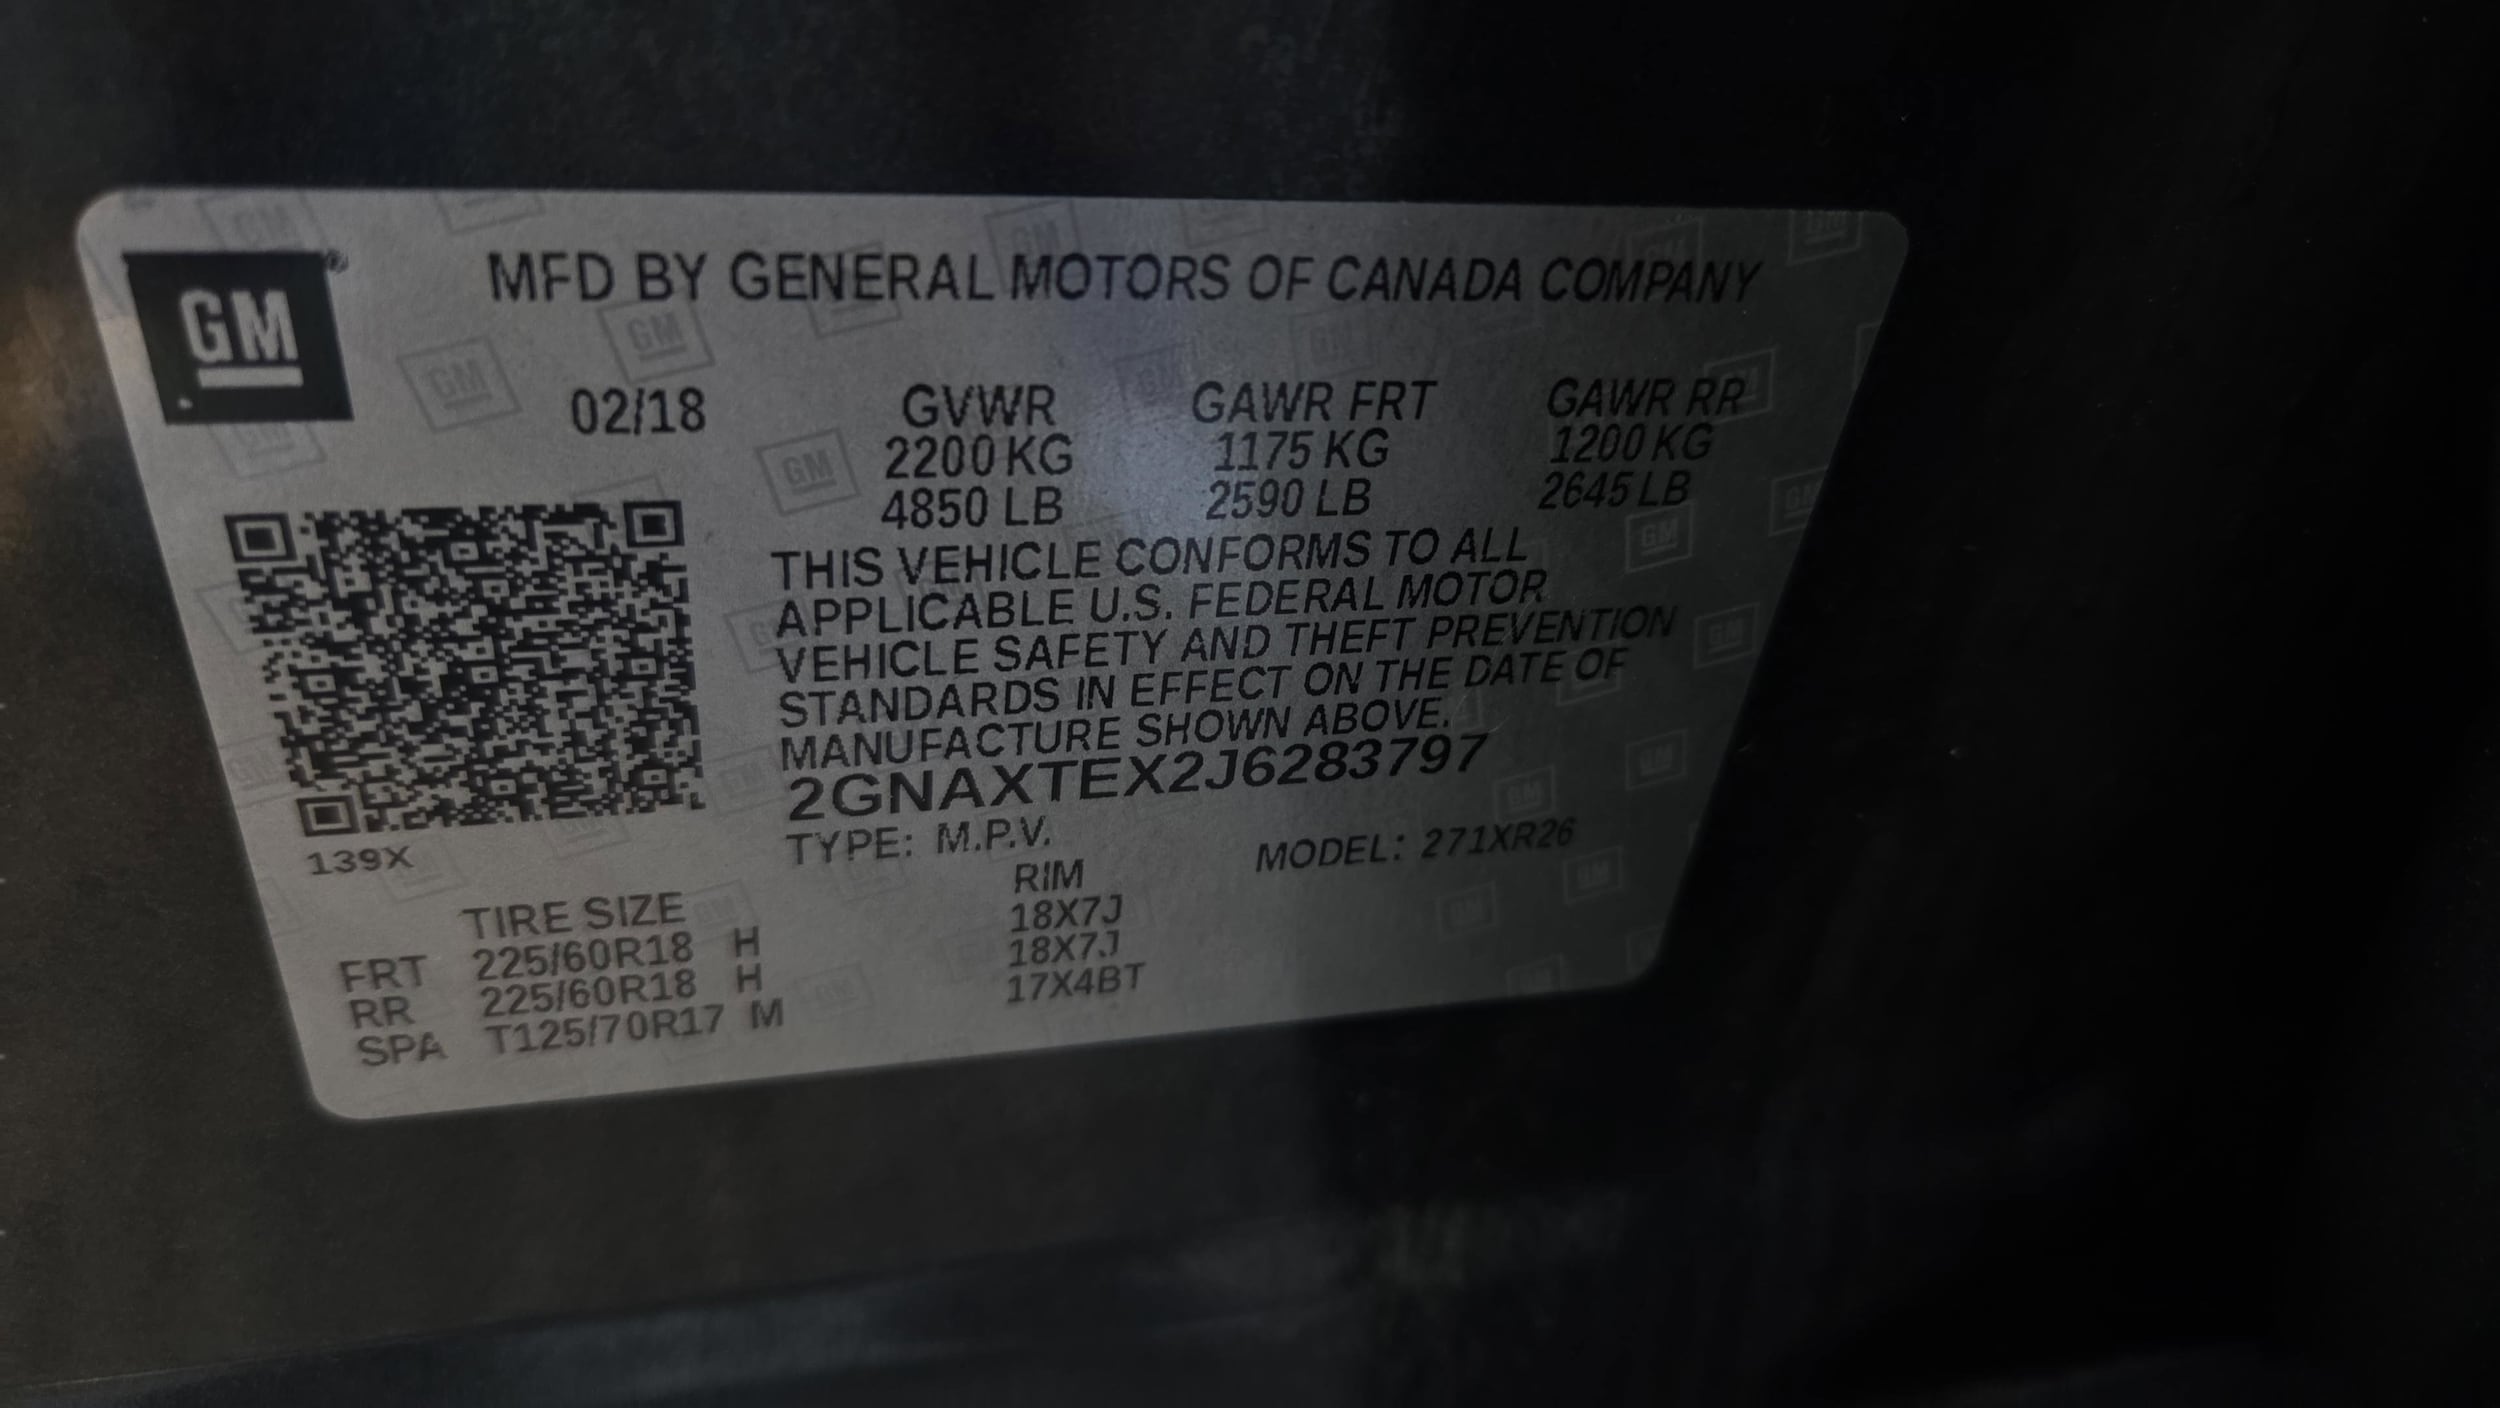 GM
MFD BY GENERAL MOTORS OF CANADA COMPANY
02/18 GVWR GAWR FRT GAWR RR
2200 KG 1175 KG 1200 KG
4850 LB 2590 LB 2645 LB
THIS VEHICLE CONFORMS TO ALL
APPLICABLE U.S. FEDERAL MOTOR
VEHICLE SAFETY AND THEFT PREVENTION
STANDARDS IN EFFECT ON THE DATE OF
MANUFACTURE SHOWN ABOVE.
2GNAXTEX2J6283797
TYPE: M.P.V. MODEL: 271XR26
139X
TIRE SIZE RIM
FRT 225/60R18 H 18X7J
RR 225/60R18 H 18X7J
SPA T125/70R17 M 17X4BT